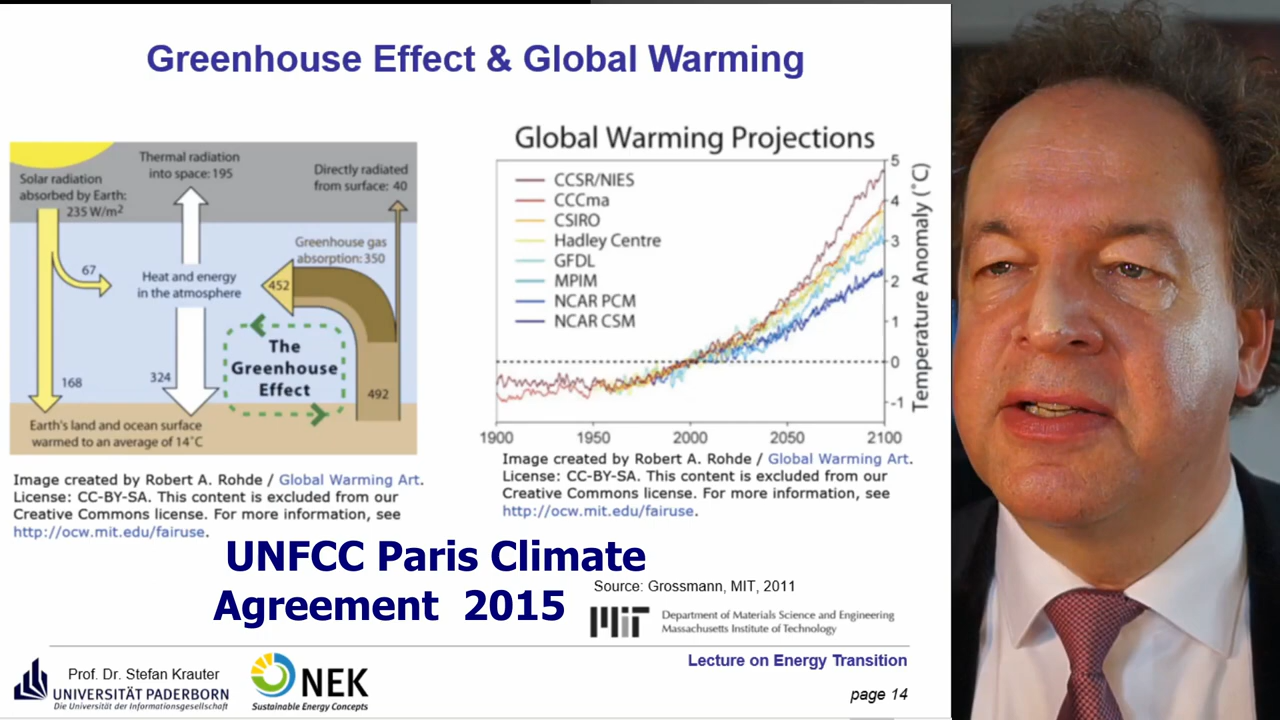 Greenhouse Effect & Global Warming
Thermal radiation
into space: 195
Directly radiated
from surface: 40
Solar radiation
absorbed by Earth:
235 W/m²
Greenhouse gas
absorption: 350
67
Heat and energy
in the atmosphere
452
The
Greenhouse
Effect
168
324
492
Earth's land and ocean surface
warmed to an average of 14°C
Image created by Robert A. Rohde / Global Warming Art.
License: CC-BY-SA. This content is excluded from our
Creative Commons license. For more information, see
http://ocw.mit.edu/fairuse.
Global Warming Projections
CCSR/NIES
CCCma
CSIRO
Hadley Centre
GFDL
MPIM
NCAR PCM
NCAR CSM
5
4
3
2
1
0
-1
Temperature Anomaly (°C)
1900
1950
2000
2050
2100
Image created by Robert A. Rohde / Global Warming Art.
License: CC-BY-SA. This content is excluded from our
Creative Commons license. For more information, see
http://ocw.mit.edu/fairuse.
UNFCC Paris Climate
Agreement 2015
Source: Grossmann, MIT, 2011
MIT
Department of Materials Science and Engineering
Massachusetts Institute of Technology
Prof. Dr. Stefan Krauter
UNIVERSITÄT PADERBORN
Die Universität der Informationsgesellschaft
NEK
Sustainable Energy Concepts
Lecture on Energy Transition
page 14